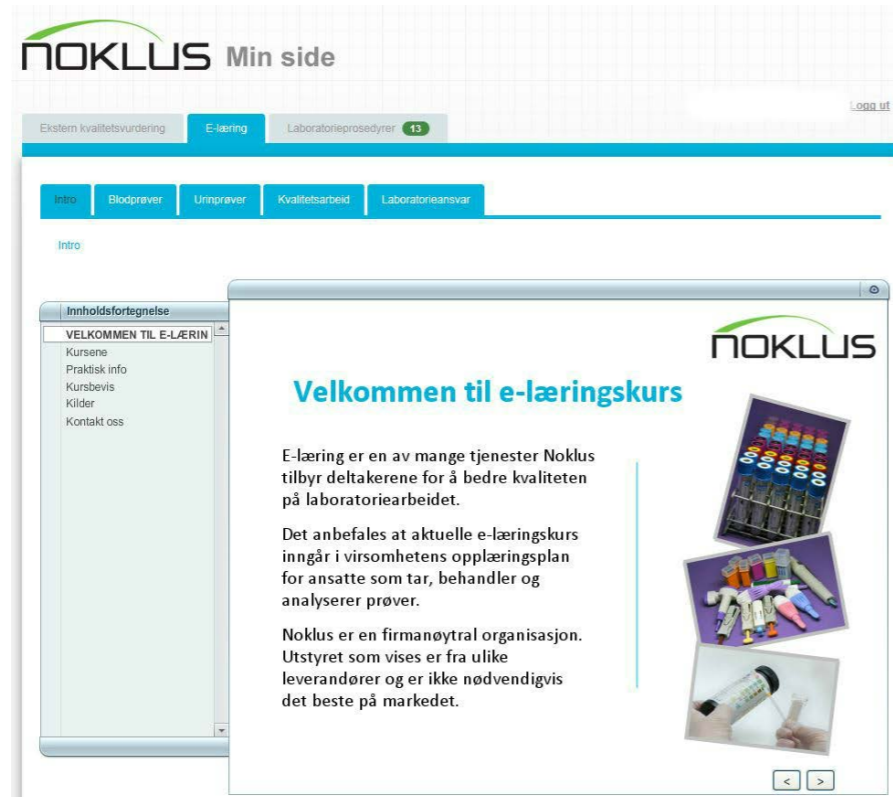 NOKLUS Min side
Logg ut
Ekstern kvalitetsvurdering
E-læring
Laboratorieprosedyrer 13
Intro
Blodprøver
Urinprøver
Kvalitetsarbeid
Laboratorieansvar
Intro
Innholdsfortegnelse
VELKOMMEN TIL E-LÆRIN
Kursene
Praktisk info
Kursbevis
Kilder
Kontakt oss
NOKLUS
Velkommen til e-læringskurs
E-læring er en av mange tjenester Noklus
tilbyr deltakerene for å bedre kvaliteten
på laboratoriearbeidet.
Det anbefales at aktuelle e-læringskurs
inngår i virsomhetens opplæringsplan
for ansatte som tar, behandler og
analyserer prøver.
Noklus er en firmanøytral organisasjon.
Utstyret som vises er fra ulike
leverandører og er ikke nødvendigvis
det beste på markedet.
< >